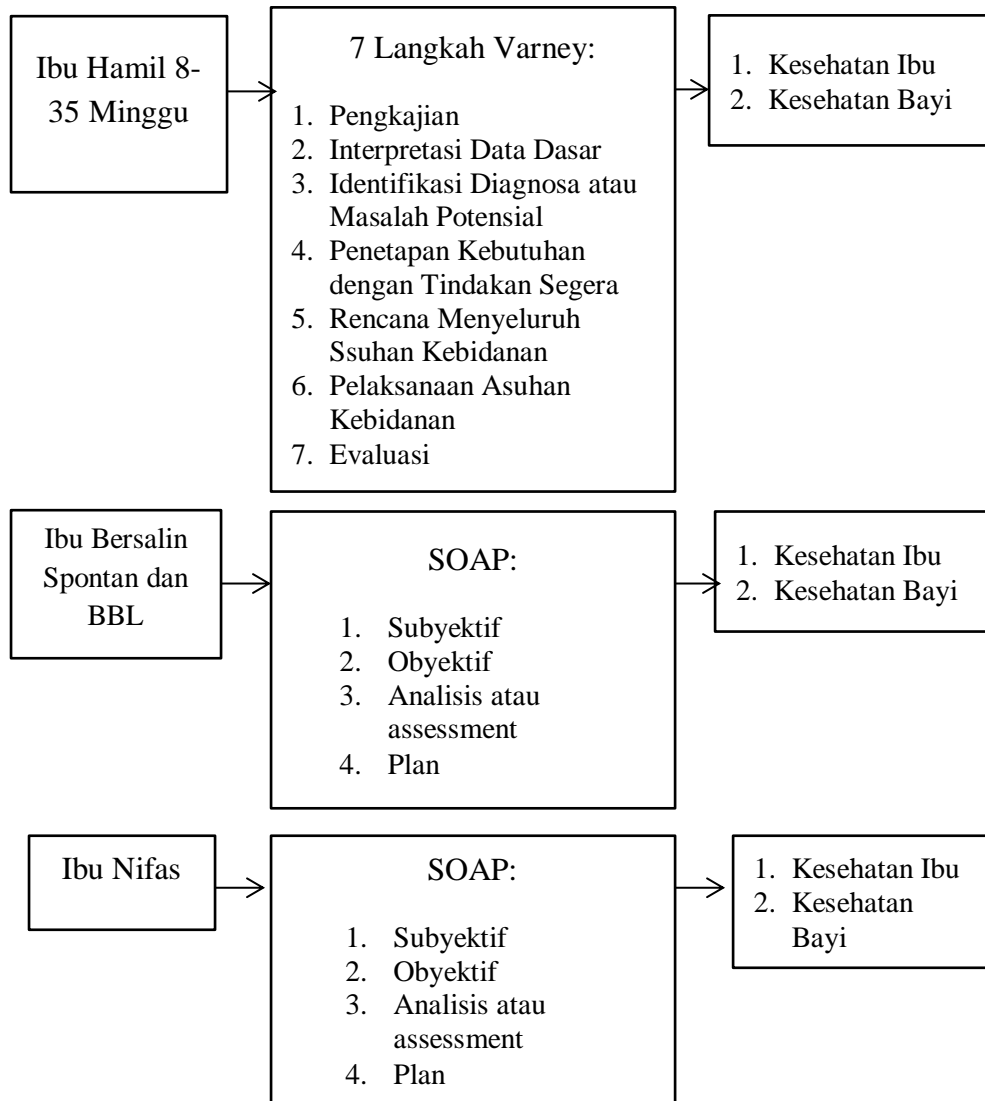 Ibu Hamil 8-
35 Minggu
7 Langkah Varney:
1. Pengkajian
2. Interpretasi Data Dasar
3. Identifikasi Diagnosa atau
Masalah Potensial
4. Penetapan Kebutuhan
dengan Tindakan Segera
5. Rencana Menyeluruh
Ssuhan Kebidanan
6. Pelaksanaan Asuhan
Kebidanan
7. Evaluasi
1. Kesehatan Ibu
2. Kesehatan Bayi
Ibu Bersalin
Spontan dan
BBL
SOAP:
1. Subyektif
2. Obyektif
3. Analisis atau
assessment
4. Plan
1. Kesehatan Ibu
2. Kesehatan Bayi
Ibu Nifas
SOAP:
1. Subyektif
2. Obyektif
3. Analisis atau
assessment
4. Plan
1. Kesehatan Ibu
2. Kesehatan
Bayi